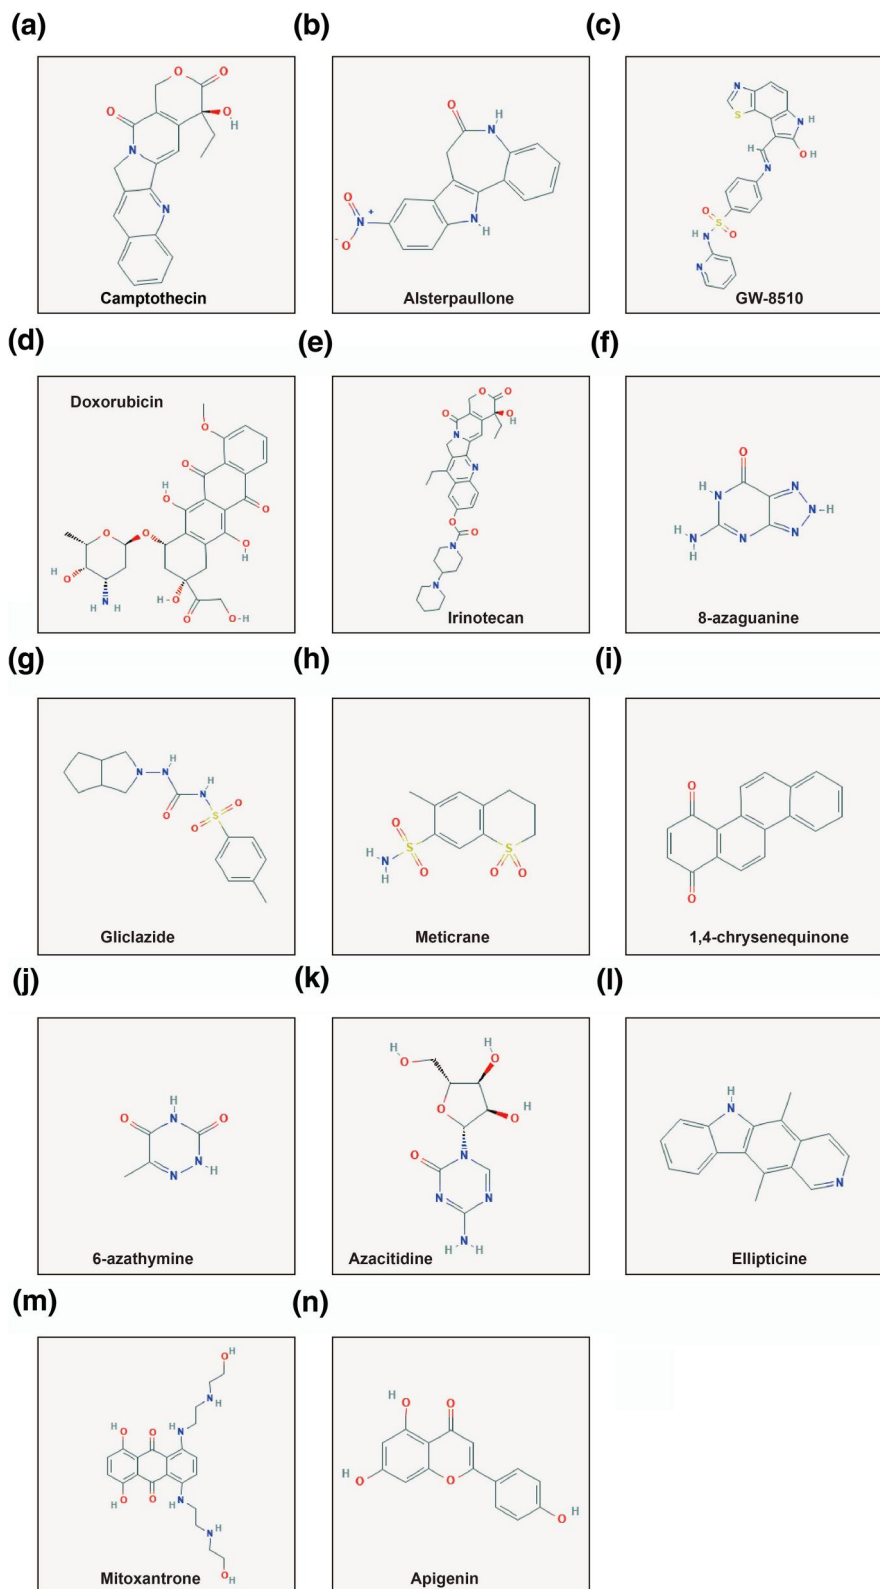 (a)
(b)
(c)
Camptothecin
Alsterpaullone
GW-8510
(d)
(e)
(f)
Doxorubicin
Irinotecan
8-azaguanine
(g)
(h)
(i)
Gliclazide
Meticrane
1,4-chrysenequinone
(j)
(k)
(l)
6-azathymine
Azacitidine
Ellipticine
(m)
(n)
Mitoxantrone
Apigenin